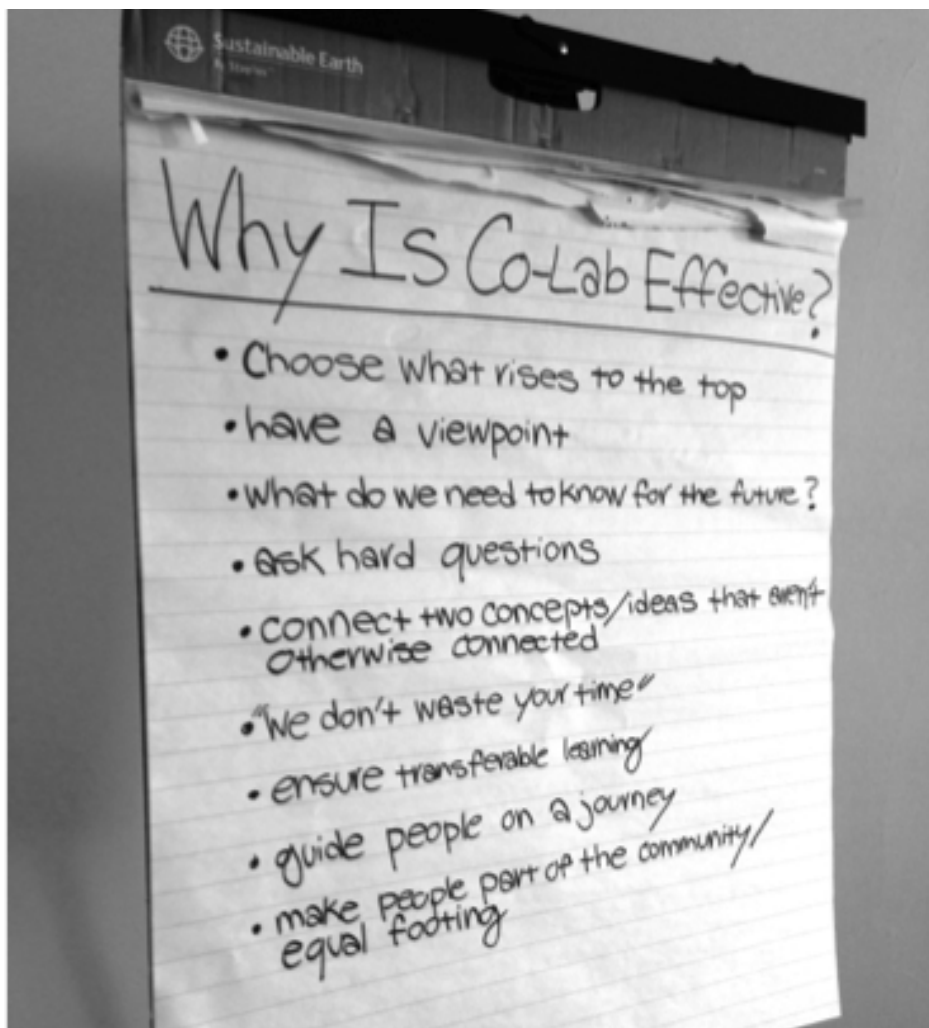 Sustainable Earth
By Staples™
Why Is Co-Lab Effective?
• Choose what rises to the top
• have a viewpoint
• What do we need to know for the future?
• ask hard questions
• connect two concepts/ideas that aren't
otherwise connected
• "We don't waste your time"
• ensure transferable learning
• guide people on a journey
• make people part of the community/
equal footing